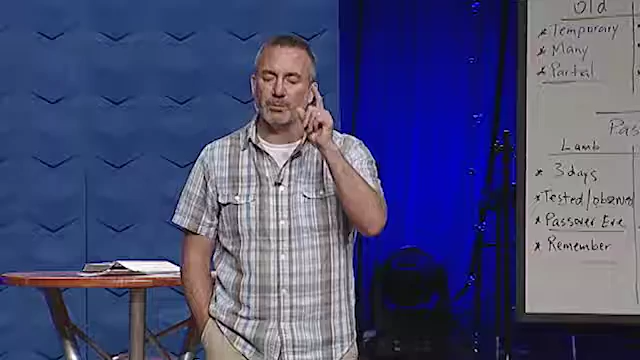 Old
* Temporary
* Many
* Partial
Pas
Lamb
* 3 days
* Tested/observed
* Passover Eve
* Remember